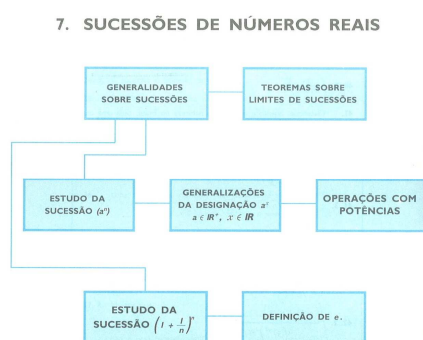 7. SUCESSÕES DE NÚMEROS REAIS
GENERALIDADES
SOBRE SUCESSÕES
TEOREMAS SOBRE
LIMITES DE SUCESSÕES
ESTUDO DA
SUCESSÃO (aⁿ)
GENERALIZAÇÕES
DA DESIGNAÇÃO aˣ
a ∈ IR⁺, x ∈ IR
OPERAÇÕES COM
POTÊNCIAS
ESTUDO DA
SUCESSÃO (1 + 1/n)ⁿ
DEFINIÇÃO DE e.